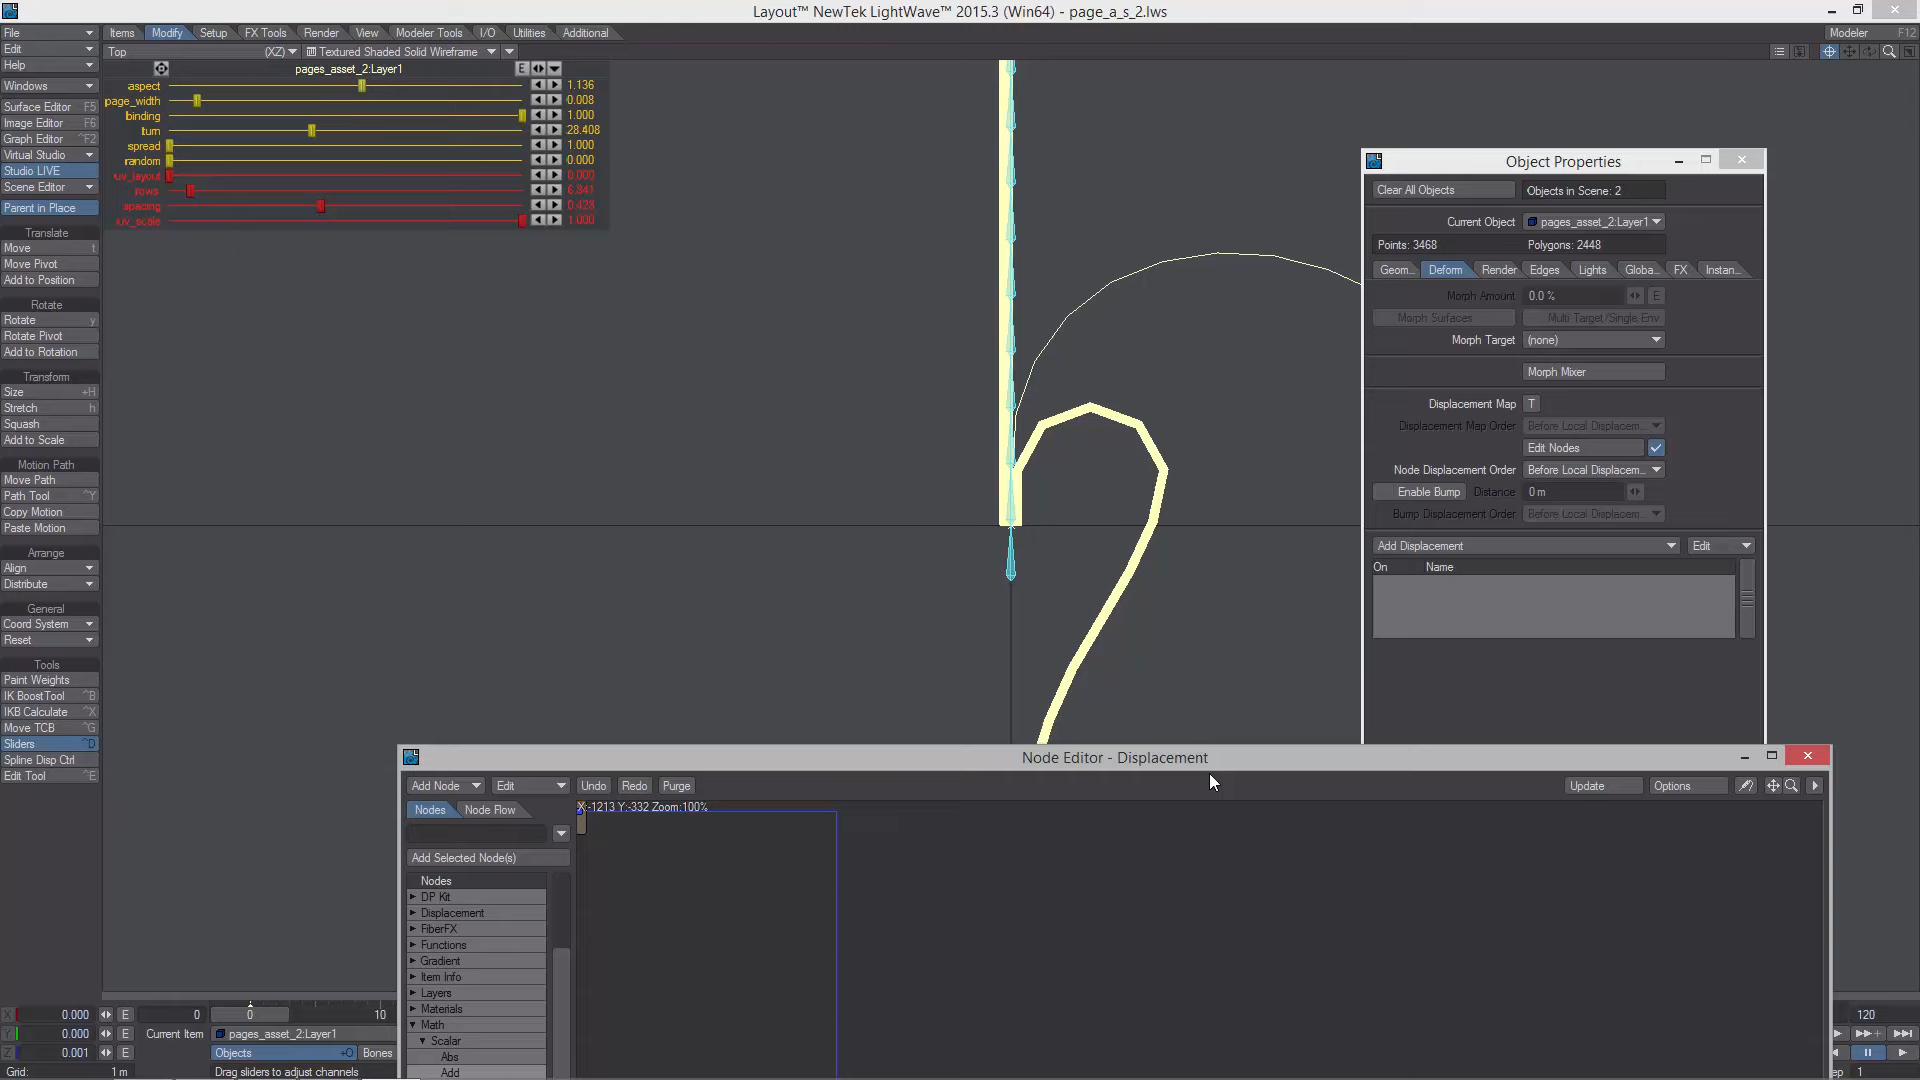 Layout™ NewTek LightWave™ 2015.3 (Win64) - page_a_s_2.lws
File Items Modify Setup FX Tools Render View Modeler Tools I/O Utilities Additional Modeler F12
Edit Top (XZ) Textured Shaded Solid Wireframe
Help
Windows
Surface Editor F5
Image Editor F6
Graph Editor ^F2
Virtual Studio
Studio LIVE
Scene Editor
Parent in Place
Translate
Move t
Move Pivot
Add to Position
Rotate
Rotate y
Rotate Pivot
Add to Rotation
Transform
Size +H
Stretch h
Squash
Add to Scale
Motion Path
Move Path
Path Tool ^Y
Copy Motion
Paste Motion
Arrange
Align
Distribute
General
Coord System
Reset
Tools
Paint Weights
IK BoostTool ^B
IKB Calculate ^X
Move TCB ^G
Sliders ^D
Spline Disp Ctrl
Edit Tool ^E
pages_asset_2:Layer1 E
aspect 1.136
page_width 0.008
binding 1.000
turn 28.408
spread 1.000
random 0.000
uv_layout 0.000
rows 6.841
spacing 0.423
uv_scale 1.000
Object Properties
Clear All Objects Objects in Scene: 2
Current Object pages_asset_2:Layer1
Points: 3468 Polygons: 2448
Geom... Deform Render Edges Lights Globa... FX Instan...
Morph Amount 0.0 % E
Morph Surfaces Multi Target/Single Env
Morph Target (none)
Morph Mixer
Displacement Map T
Displacement Map Order Before Local Displacem...
Edit Nodes
Node Displacement Order Before Local Displacem...
Enable Bump Distance 0 m
Bump Displacement Order Before Local Displacem...
Add Displacement Edit
On Name
Node Editor - Displacement
Add Node Edit Undo Redo Purge Update Options
Nodes Node Flow
X:-1213 Y:-332 Zoom:100%
Add Selected Node(s)
Nodes
DP Kit
Displacement
FiberFX
Functions
Gradient
Item Info
Layers
Materials
Math
Scalar
Abs
Add
X 0.000 E 0 0 10 120
Y 0.000 E Current Item pages_asset_2:Layer1
Z 0.001 E Objects +O Bones
Grid: 1 m Drag sliders to adjust channels ep 1